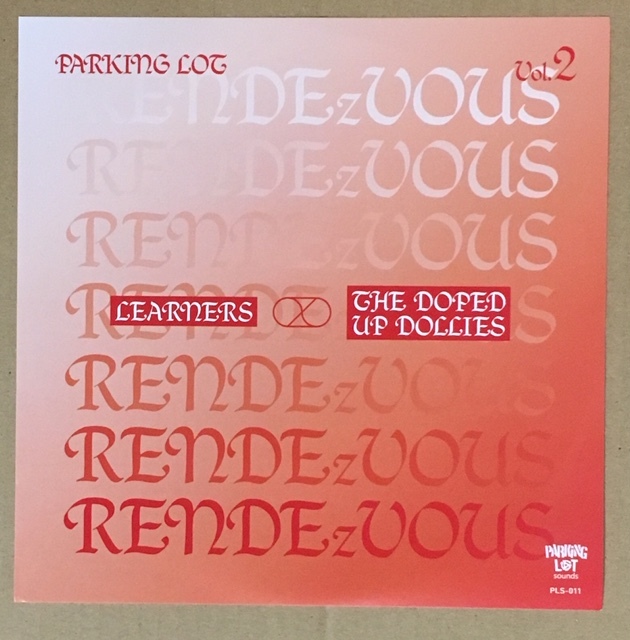 PARKING LOT
Vol.2
RENDEzVOUS
RENDEzVOUS
RENDEzVOUS
RENDEzVOUS
LEARNERS X THE DOPED
UP DOLLIES
RENDEzVOUS
RENDEzVOUS
RENDEzVOUS
PARKING
LOT
sounds
PLS-011